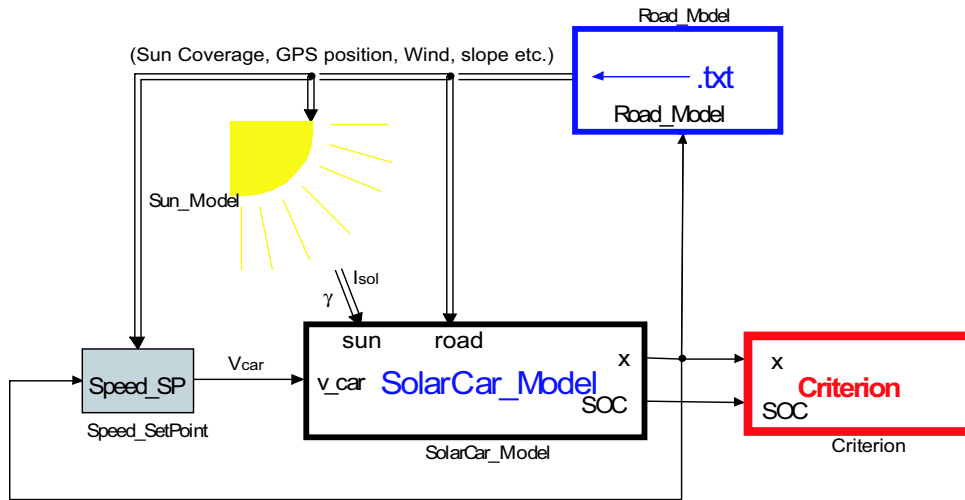 Road_Model
(Sun Coverage, GPS position, Wind, slope etc.)
.txt
Road_Model
Sun_Model
Isol
γ
sun road
Vcar
x
x
Speed_SP
v_car
SolarCar_Model
Criterion
SOC
SOC
Speed_SetPoint
SolarCar_Model
Criterion